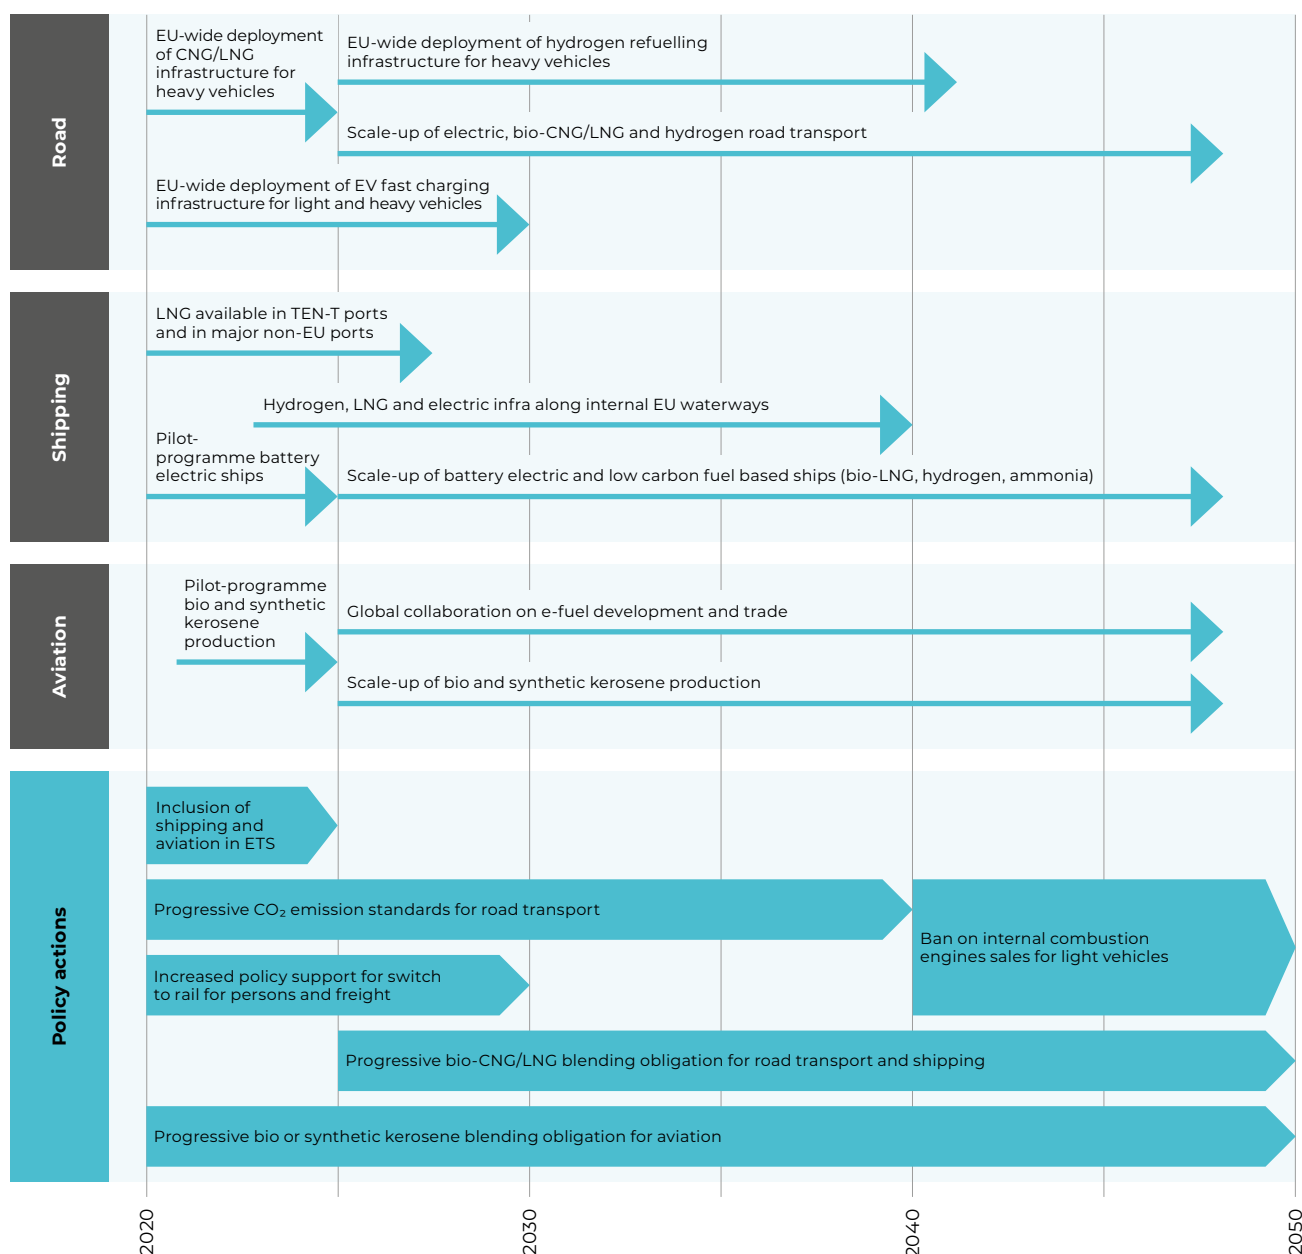 Road
EU-wide deployment
of CNG/LNG
infrastructure for
heavy vehicles
EU-wide deployment of hydrogen refuelling
infrastructure for heavy vehicles
Scale-up of electric, bio-CNG/LNG and hydrogen road transport
EU-wide deployment of EV fast charging
infrastructure for light and heavy vehicles
Shipping
LNG available in TEN-T ports
and in major non-EU ports
Hydrogen, LNG and electric infra along internal EU waterways
Pilot-
programme battery
electric ships
Scale-up of battery electric and low carbon fuel based ships (bio-LNG, hydrogen, ammonia)
Aviation
Pilot-programme
bio and synthetic
kerosene
production
Global collaboration on e-fuel development and trade
Scale-up of bio and synthetic kerosene production
Policy actions
Inclusion of
shipping and
aviation in ETS
Progressive CO₂ emission standards for road transport
Ban on internal combustion
engines sales for light vehicles
Increased policy support for switch
to rail for persons and freight
Progressive bio-CNG/LNG blending obligation for road transport and shipping
Progressive bio or synthetic kerosene blending obligation for aviation
2020
2030
2040
2050